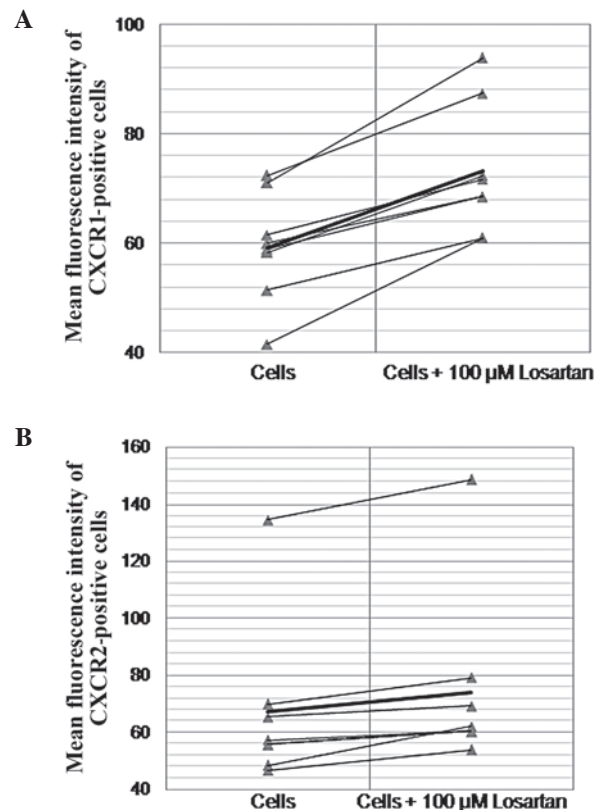 A
Mean fluorescence intensity of
CXCR1-positive cells
100
80
60
40
Cells
Cells + 100 µM Losartan
B
Mean fluorescence intensity of
CXCR2-positive cells
160
140
120
100
80
60
40
Cells
Cells + 100 µM Losartan